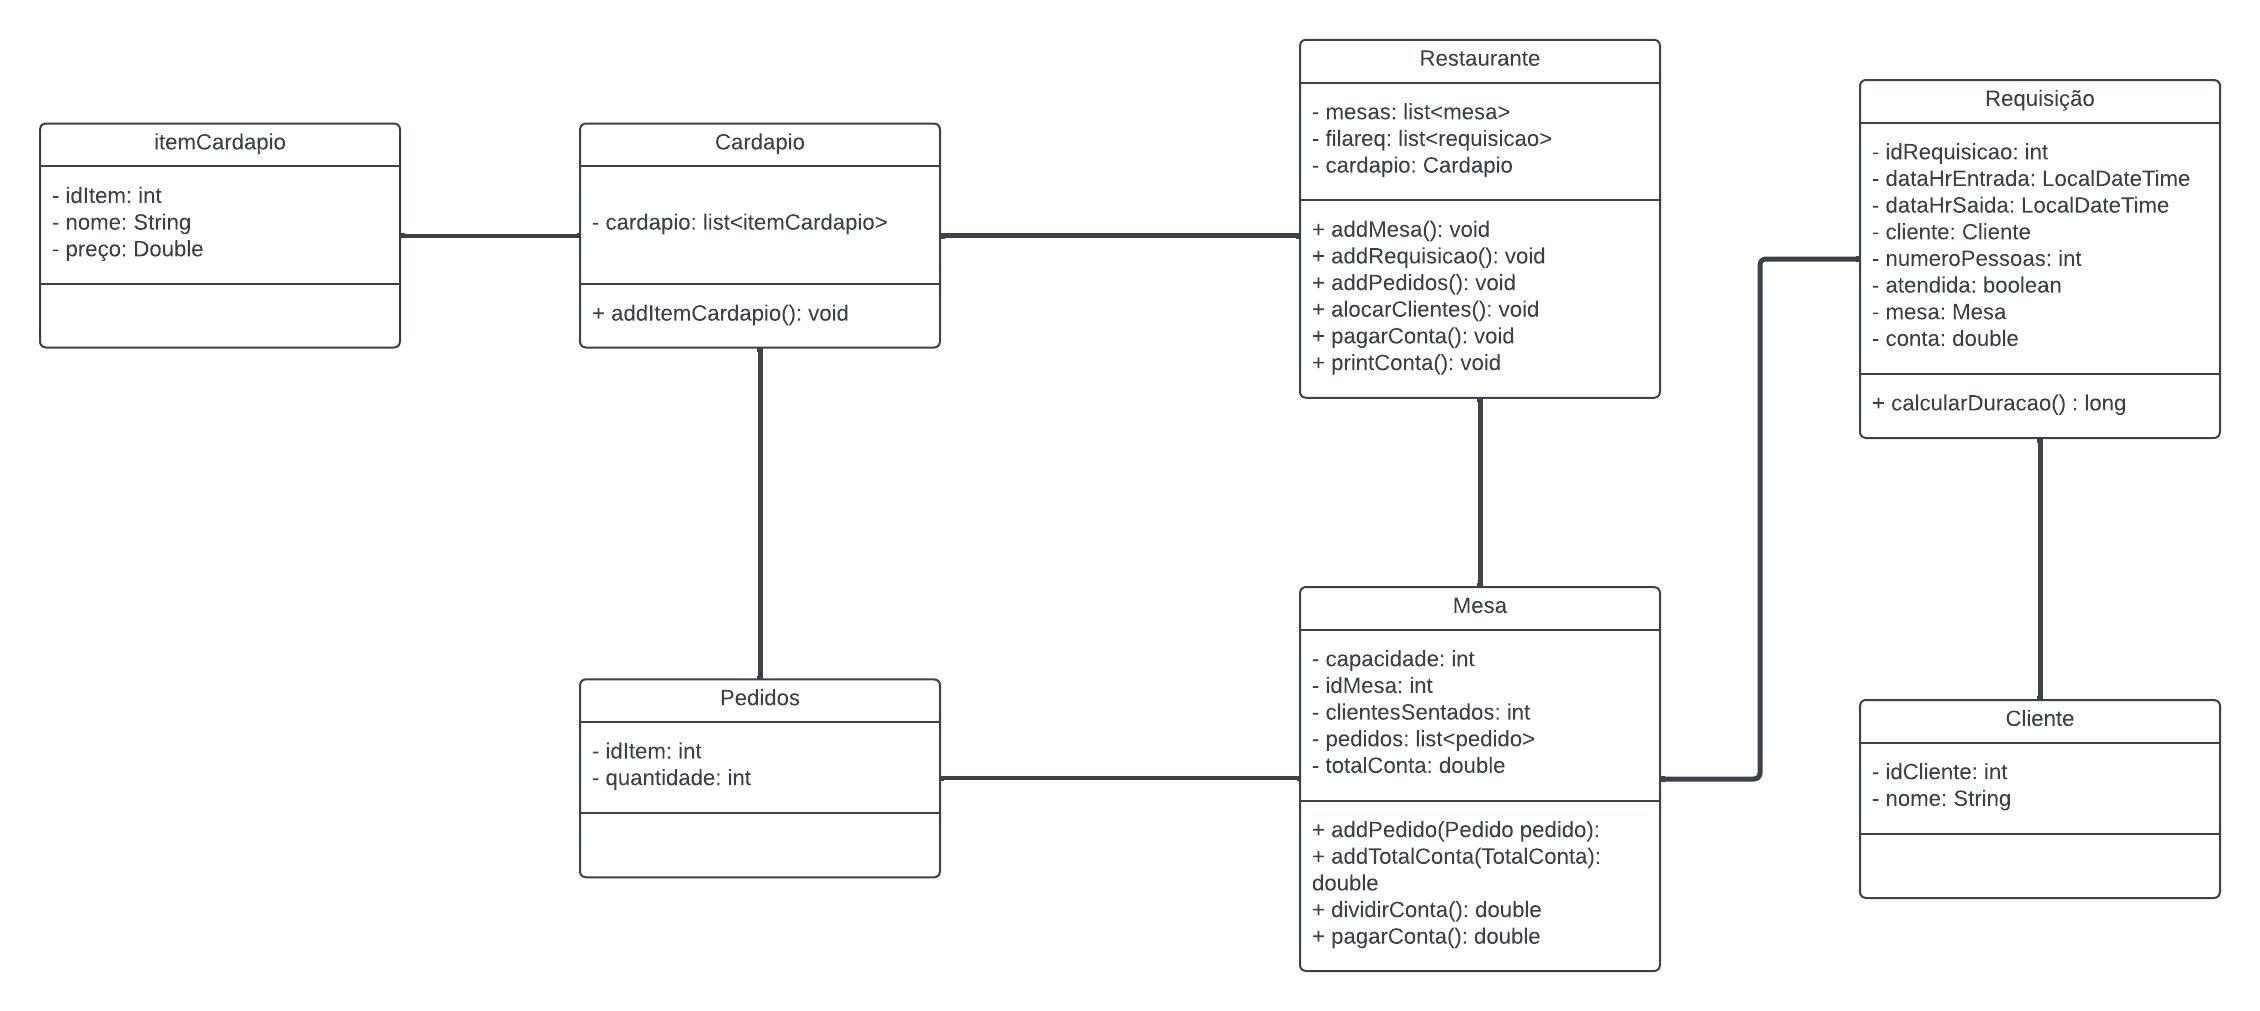 itemCardapio
- idItem: int
- nome: String
- preço: Double
Cardapio
- cardapio: list<itemCardapio>
+ addItemCardapio(): void
Restaurante
- mesas: list<mesa>
- filareq: list<requisicao>
- cardapio: Cardapio
+ addMesa(): void
+ addRequisicao(): void
+ addPedidos(): void
+ alocarClientes(): void
+ pagarConta(): void
+ printConta(): void
Requisição
- idRequisicao: int
- dataHrEntrada: LocalDateTime
- dataHrSaida: LocalDateTime
- cliente: Cliente
- numeroPessoas: int
- atendida: boolean
- mesa: Mesa
- conta: double
+ calcularDuracao() : long
Pedidos
- idItem: int
- quantidade: int
Mesa
- capacidade: int
- idMesa: int
- clientesSentados: int
- pedidos: list<pedido>
- totalConta: double
+ addPedido(Pedido pedido):
+ addTotalConta(TotalConta):
double
+ dividirConta(): double
+ pagarConta(): double
Cliente
- idCliente: int
- nome: String